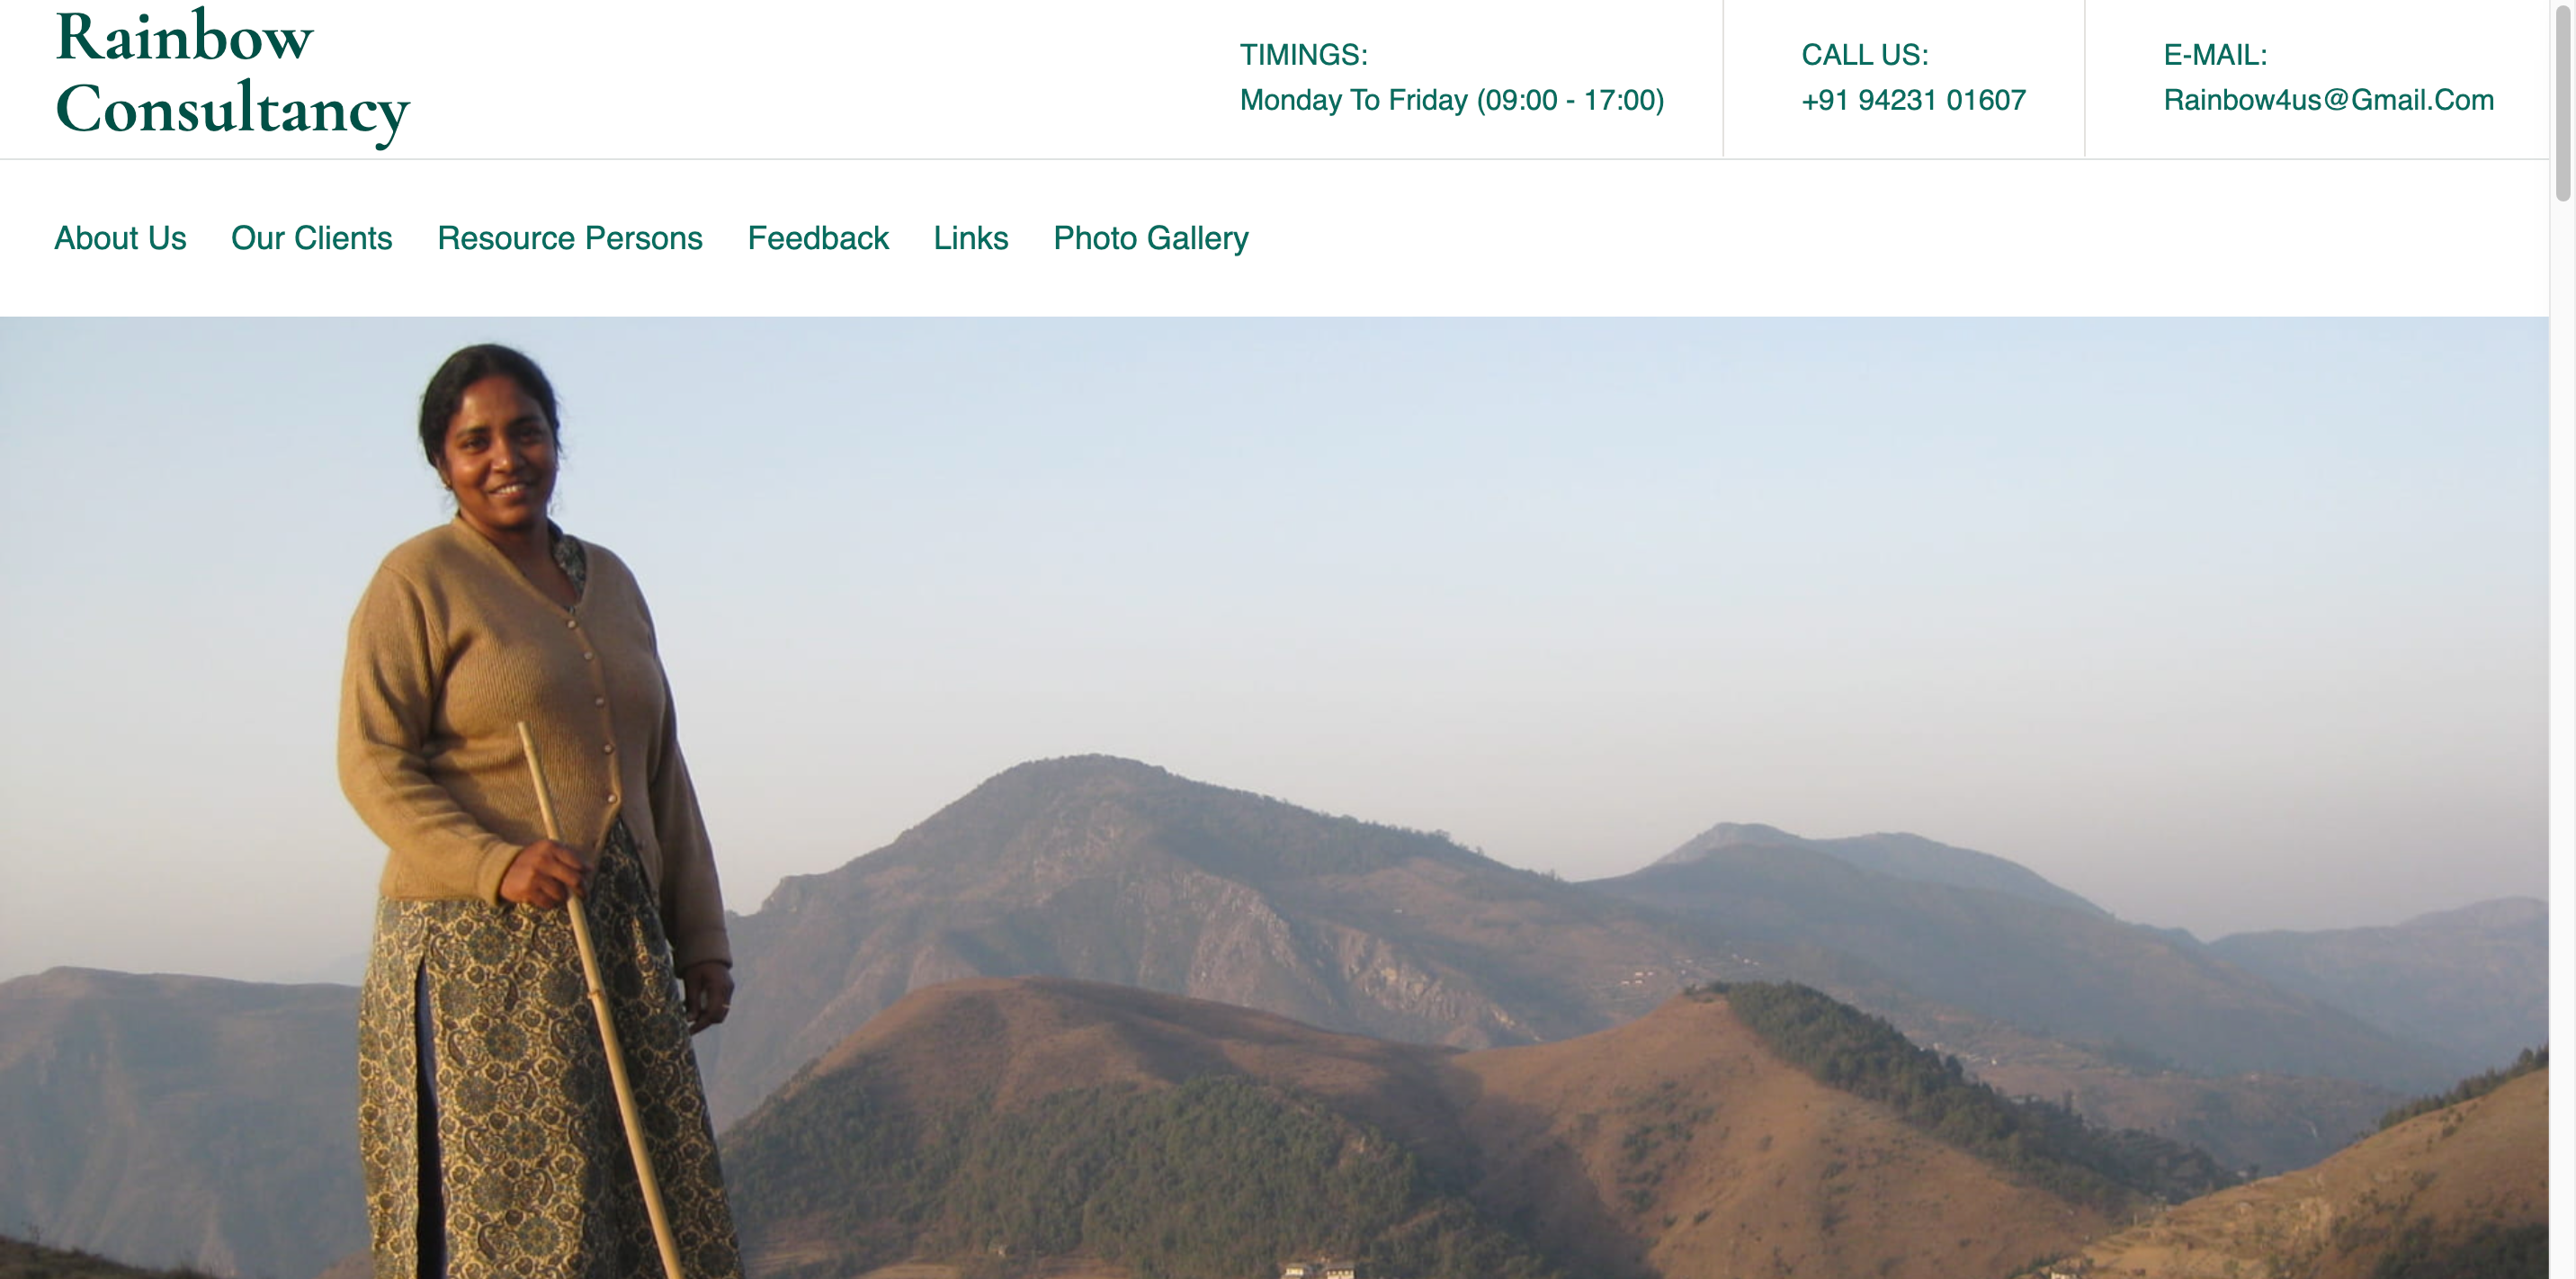 Rainbow
Consultancy
TIMINGS:
Monday To Friday (09:00 - 17:00)
CALL US:
+91 94231 01607
E-MAIL:
Rainbow4us@Gmail.Com
About Us
Our Clients
Resource Persons
Feedback
Links
Photo Gallery